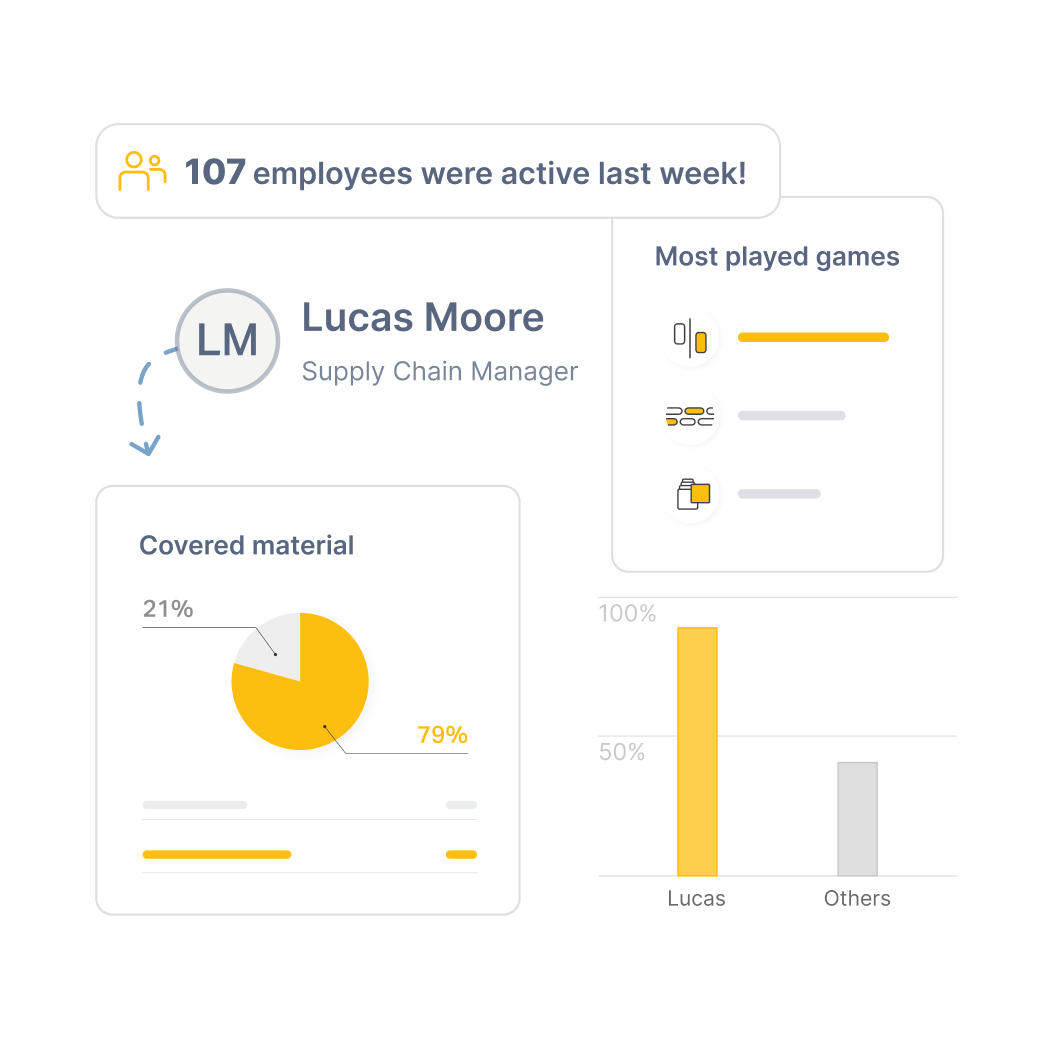 107 employees were active last week!
Most played games
LM
Lucas Moore
Supply Chain Manager
Covered material
21%
79%
100%
50%
Lucas
Others